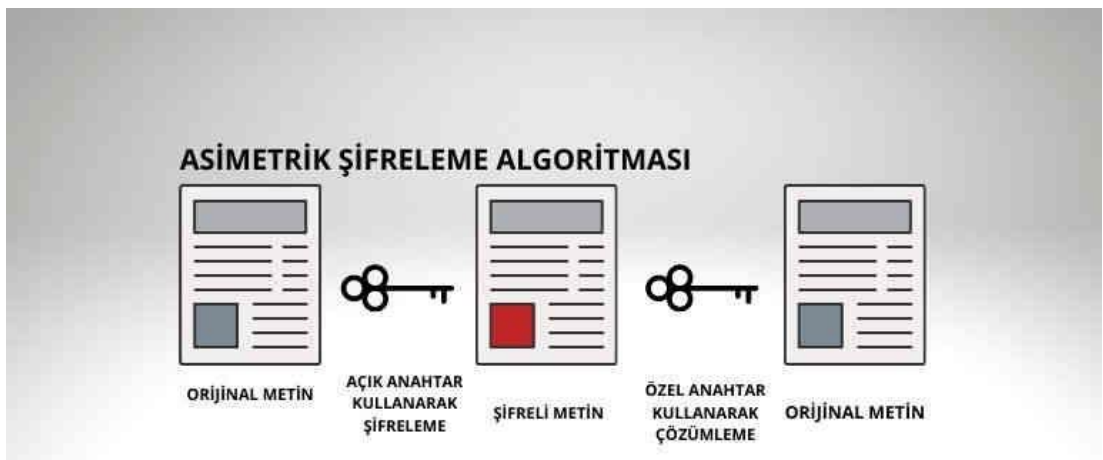 ASİMETRİK ŞİFRELEME ALGORİTMASI
ORİJİNAL METİN
AÇIK ANAHTAR
KULLANARAK
ŞİFRELEME
ŞİFRELİ METİN
ÖZEL ANAHTAR
KULLANARAK
ÇÖZÜMLEME
ORİJİNAL METİN